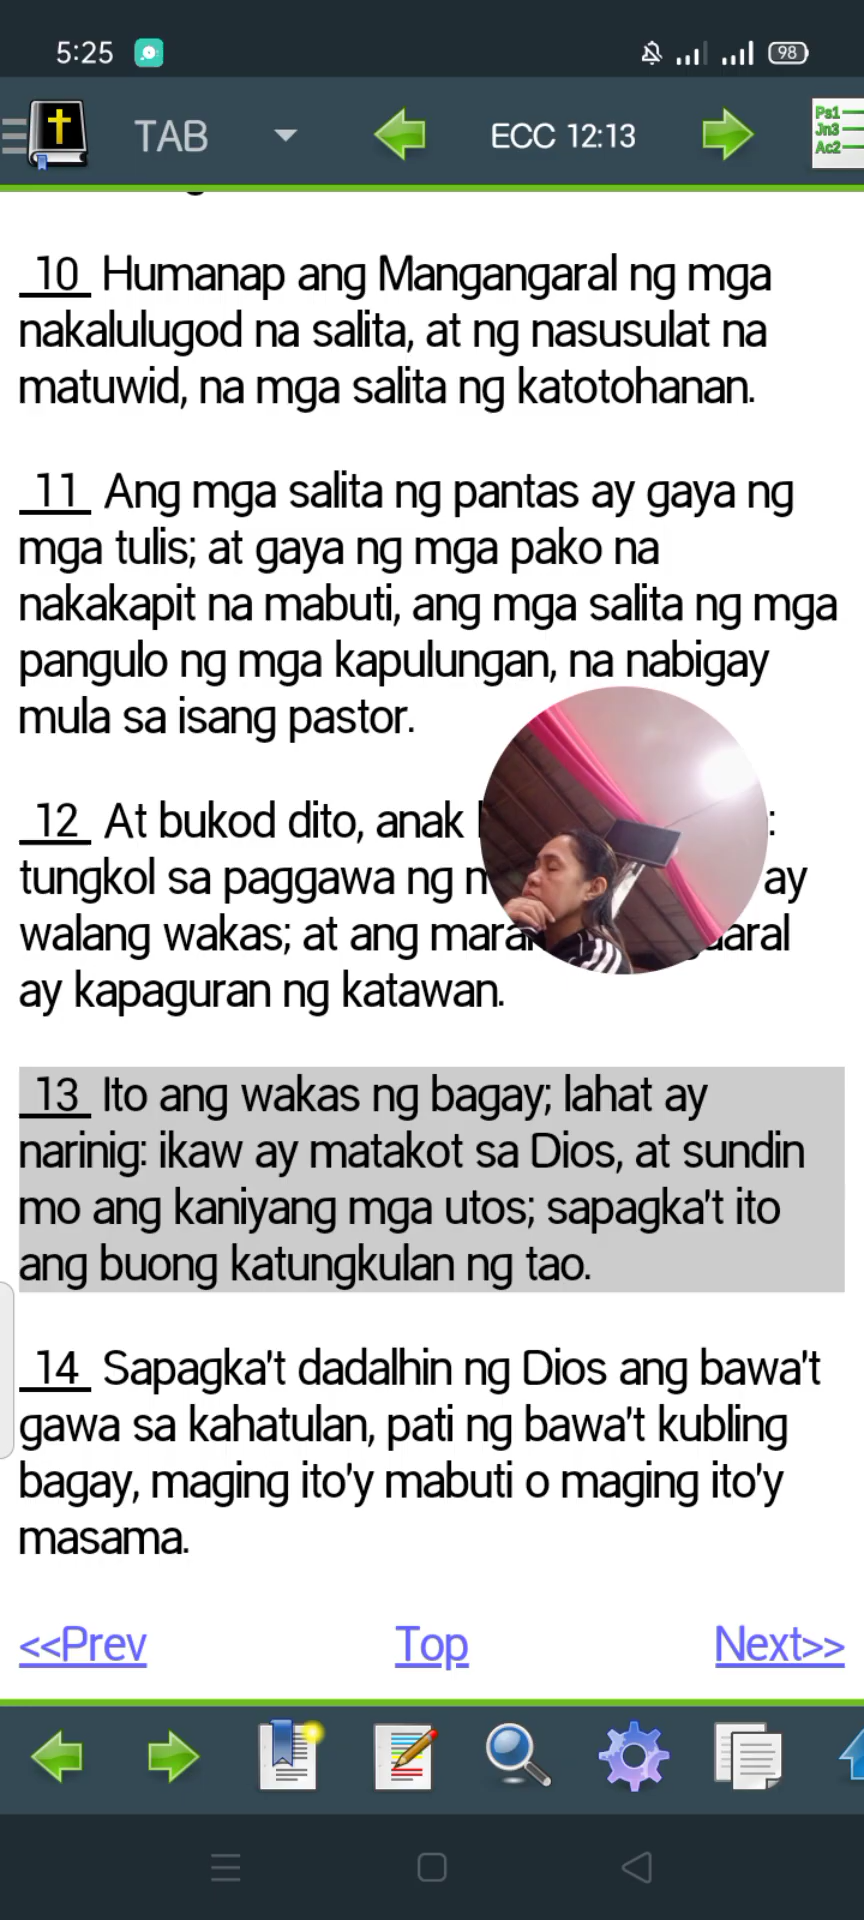 5:25
98
TAB
ECC 12:13
Ps1
Jn3
Ac2
10 Humanap ang Mangangaral ng mga
nakalulugod na salita, at ng nasusulat na
matuwid, na mga salita ng katotohanan.
11 Ang mga salita ng pantas ay gaya ng
mga tulis; at gaya ng mga pako na
nakakapit na mabuti, ang mga salita ng mga
pangulo ng mga kapulungan, na nabigay
mula sa isang pastor.
12 At bukod dito, anak :
tungkol sa paggawa ng ay
walang wakas; at ang
ay kapaguran ng katawan.
13 Ito ang wakas ng bagay; lahat ay
narinig: ikaw ay matakot sa Dios, at sundin
mo ang kaniyang mga utos; sapagka't ito
ang buong katungkulan ng tao.
14 Sapagka't dadalhin ng Dios ang bawa't
gawa sa kahatulan, pati ng bawa't kubling
bagay, maging ito'y mabuti o maging ito'y
masama.
<<Prev Top Next>>